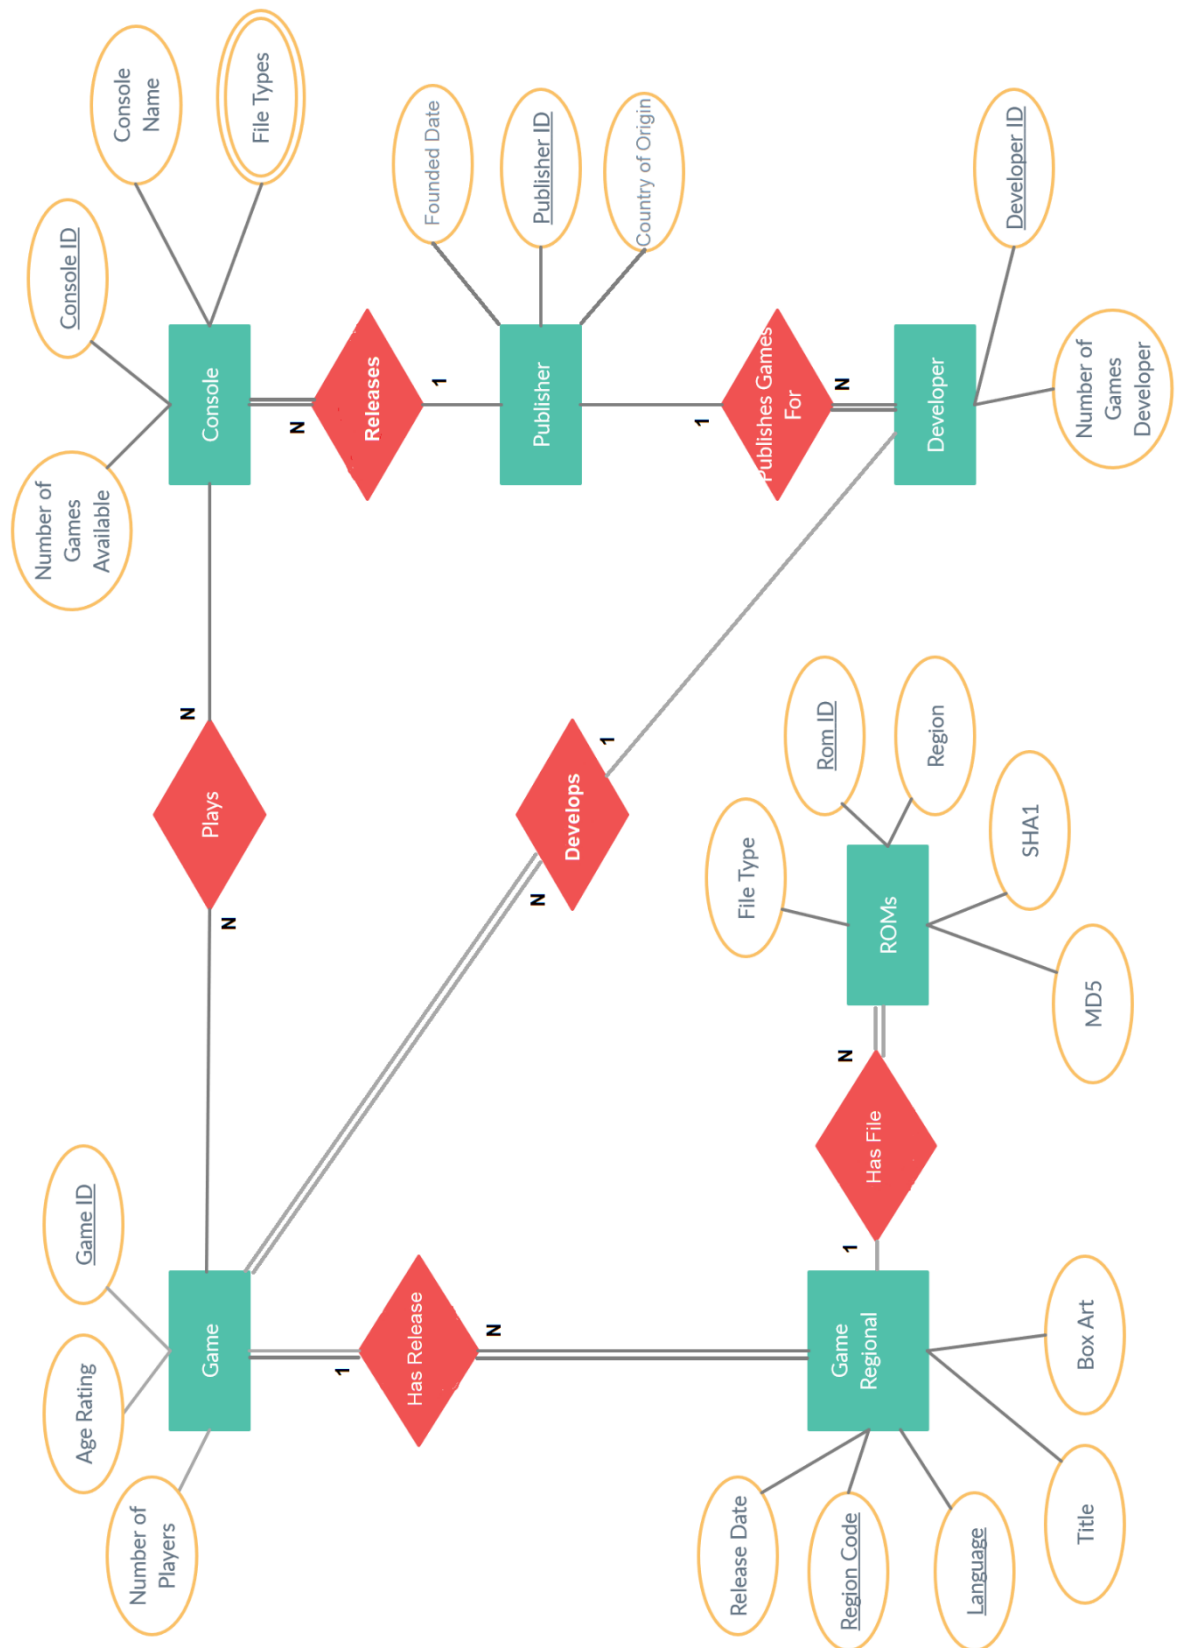 Number of
Players
Age Rating
Game ID
Game
Has Release
1
N
Release Date
Region Code
Language
Title
Box Art
Game
Regional
1
Has File
N
ROMs
File Type
Rom ID
Region
SHA1
MD5
N
Plays
N
N
Develops
1
Number of
Games
Available
Console ID
Console
Name
File Types
Console
N
Releases
1
Publisher
Founded Date
Publisher ID
Country of Origin
1
Publishes Games
For
N
Developer
Developer ID
Number of
Games
Developer